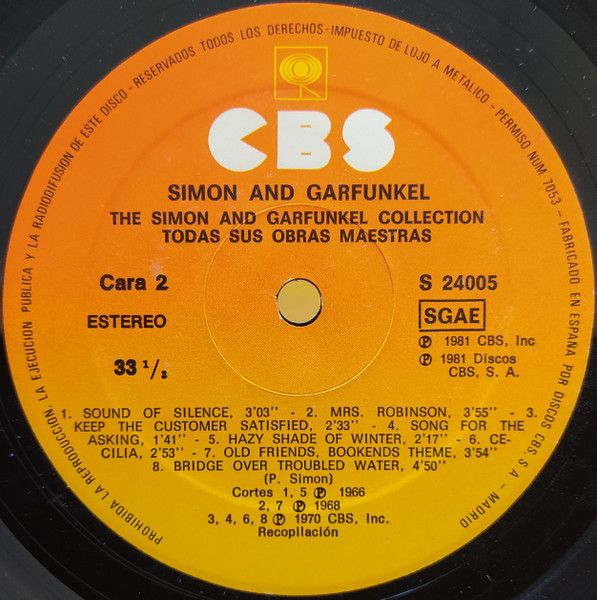 PROHIBIDA LA REPRODUCCION, LA EJECUCION PUBLICA Y LA RADIODIFUSION DE ESTE DISCO - RESERVADOS TODOS LOS DERECHOS - IMPUESTO DE LUJO A METALICO - PERMISO NUM. 7053 - FABRICADO EN ESPAÑA POR DISCOS CBS, S. A. - MADRID
CBS
SIMON AND GARFUNKEL
THE SIMON AND GARFUNKEL COLLECTION
TODAS SUS OBRAS MAESTRAS
Cara 2
S 24005
ESTEREO
SGAE
33 1/3
℗ 1981 CBS, Inc
℗ 1981 Discos
CBS, S. A.
1. SOUND OF SILENCE, 3'03" - 2. MRS. ROBINSON, 3'55" - 3.
KEEP THE CUSTOMER SATISFIED, 2'33" - 4. SONG FOR THE
ASKING, 1'41" - 5. HAZY SHADE OF WINTER, 2'17" - 6. CE-
CILIA, 2'53" - 7. OLD FRIENDS, BOOKENDS THEME, 3'54"
8. BRIDGE OVER TROUBLED WATER, 4'50"
(P. Simon)
Cortes 1, 5 ℗ 1966
2, 7 ℗ 1968
3, 4, 6, 8 ℗ 1970 CBS, Inc.
Recopilación